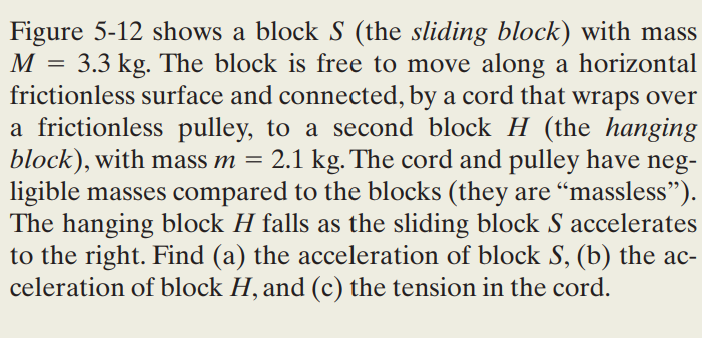 Figure 5-12 shows a block S (the sliding block) with mass
M = 3.3 kg. The block is free to move along a horizontal
frictionless surface and connected, by a cord that wraps over
a frictionless pulley, to a second block H (the hanging
block), with mass m = 2.1 kg. The cord and pulley have neg-
ligible masses compared to the blocks (they are “massless”).
The hanging block H falls as the sliding block S accelerates
to the right. Find (a) the acceleration of block S, (b) the ac-
celeration of block H, and (c) the tension in the cord.